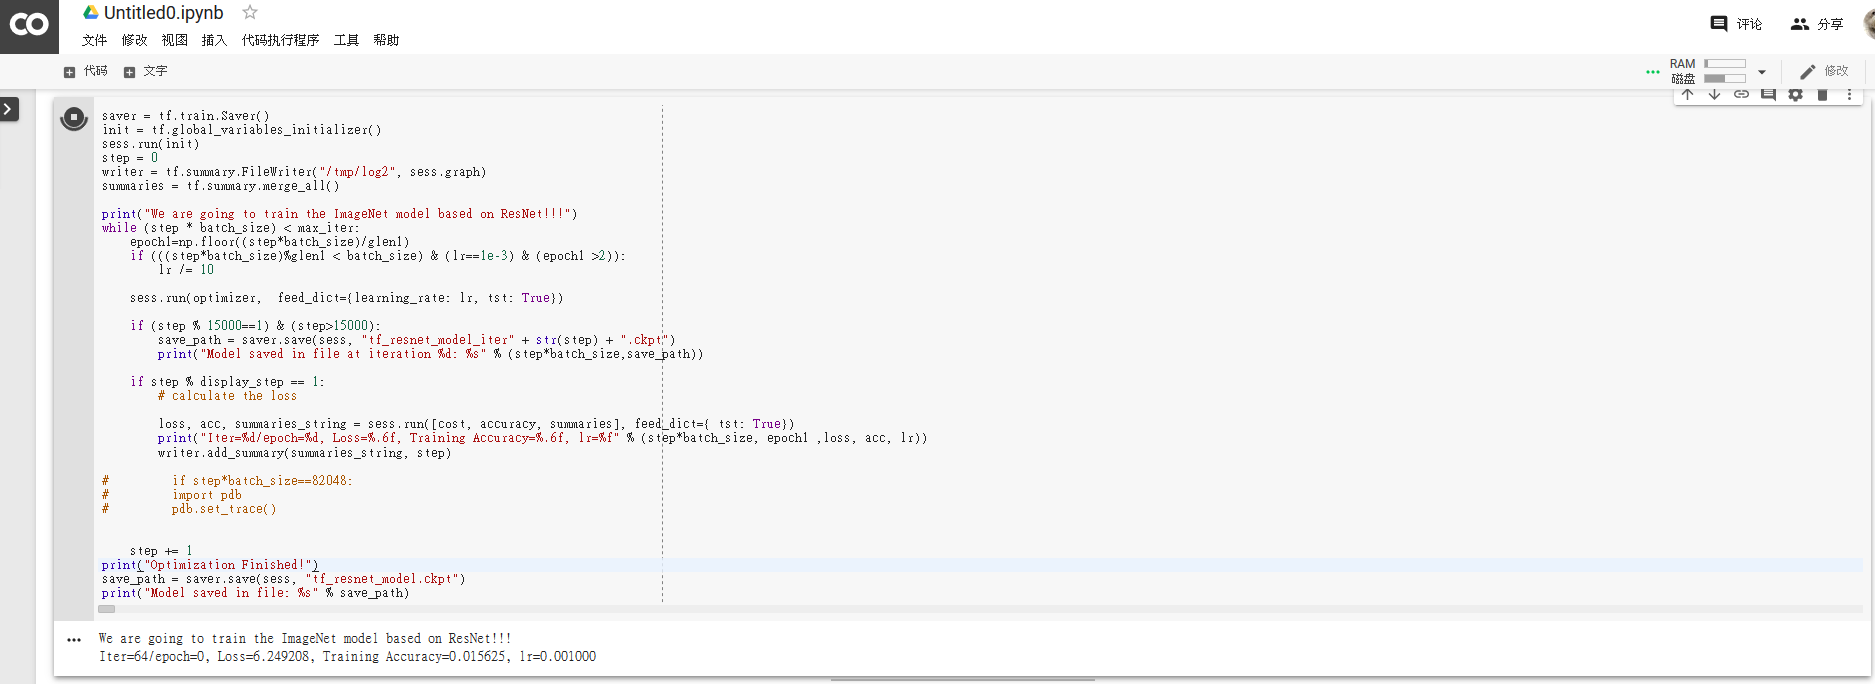 CO
Untitled0.ipynb
评论
分享
文件 修改 视图 插入 代码执行程序 工具 帮助
代码 文字
RAM
磁盘
修改
saver = tf.train.Saver()
init = tf.global_variables_initializer()
sess.run(init)
step = 0
writer = tf.summary.FileWriter("/tmp/log2", sess.graph)
summaries = tf.summary.merge_all()
print("We are going to train the ImageNet model based on ResNet!!!")
while (step * batch_size) < max_iter:
    epoch1=np.floor((step*batch_size)/glen1)
    if (((step*batch_size)%glen1 < batch_size) & (lr==1e-3) & (epoch1 >2)):
        lr /= 10
    sess.run(optimizer,  feed_dict={learning_rate: lr, tst: True})
    if (step % 15000==1) & (step>15000):
        save_path = saver.save(sess, "tf_resnet_model_iter" + str(step) + ".ckpt")
        print("Model saved in file at iteration %d: %s" % (step*batch_size,save_path))
    if step % display_step == 1:
        # calculate the loss
        loss, acc, summaries_string = sess.run([cost, accuracy, summaries], feed_dict={ tst: True})
        print("Iter=%d/epoch=%d, Loss=%.6f, Training Accuracy=%.6f, lr=%f" % (step*batch_size, epoch1 ,loss, acc, lr))
        writer.add_summary(summaries_string, step)
#         if step*batch_size==82048:
#         import pdb
#         pdb.set_trace()
    step += 1
print("Optimization Finished!")
save_path = saver.save(sess, "tf_resnet_model.ckpt")
print("Model saved in file: %s" % save_path)
We are going to train the ImageNet model based on ResNet!!!
Iter=64/epoch=0, Loss=6.249208, Training Accuracy=0.015625, lr=0.001000